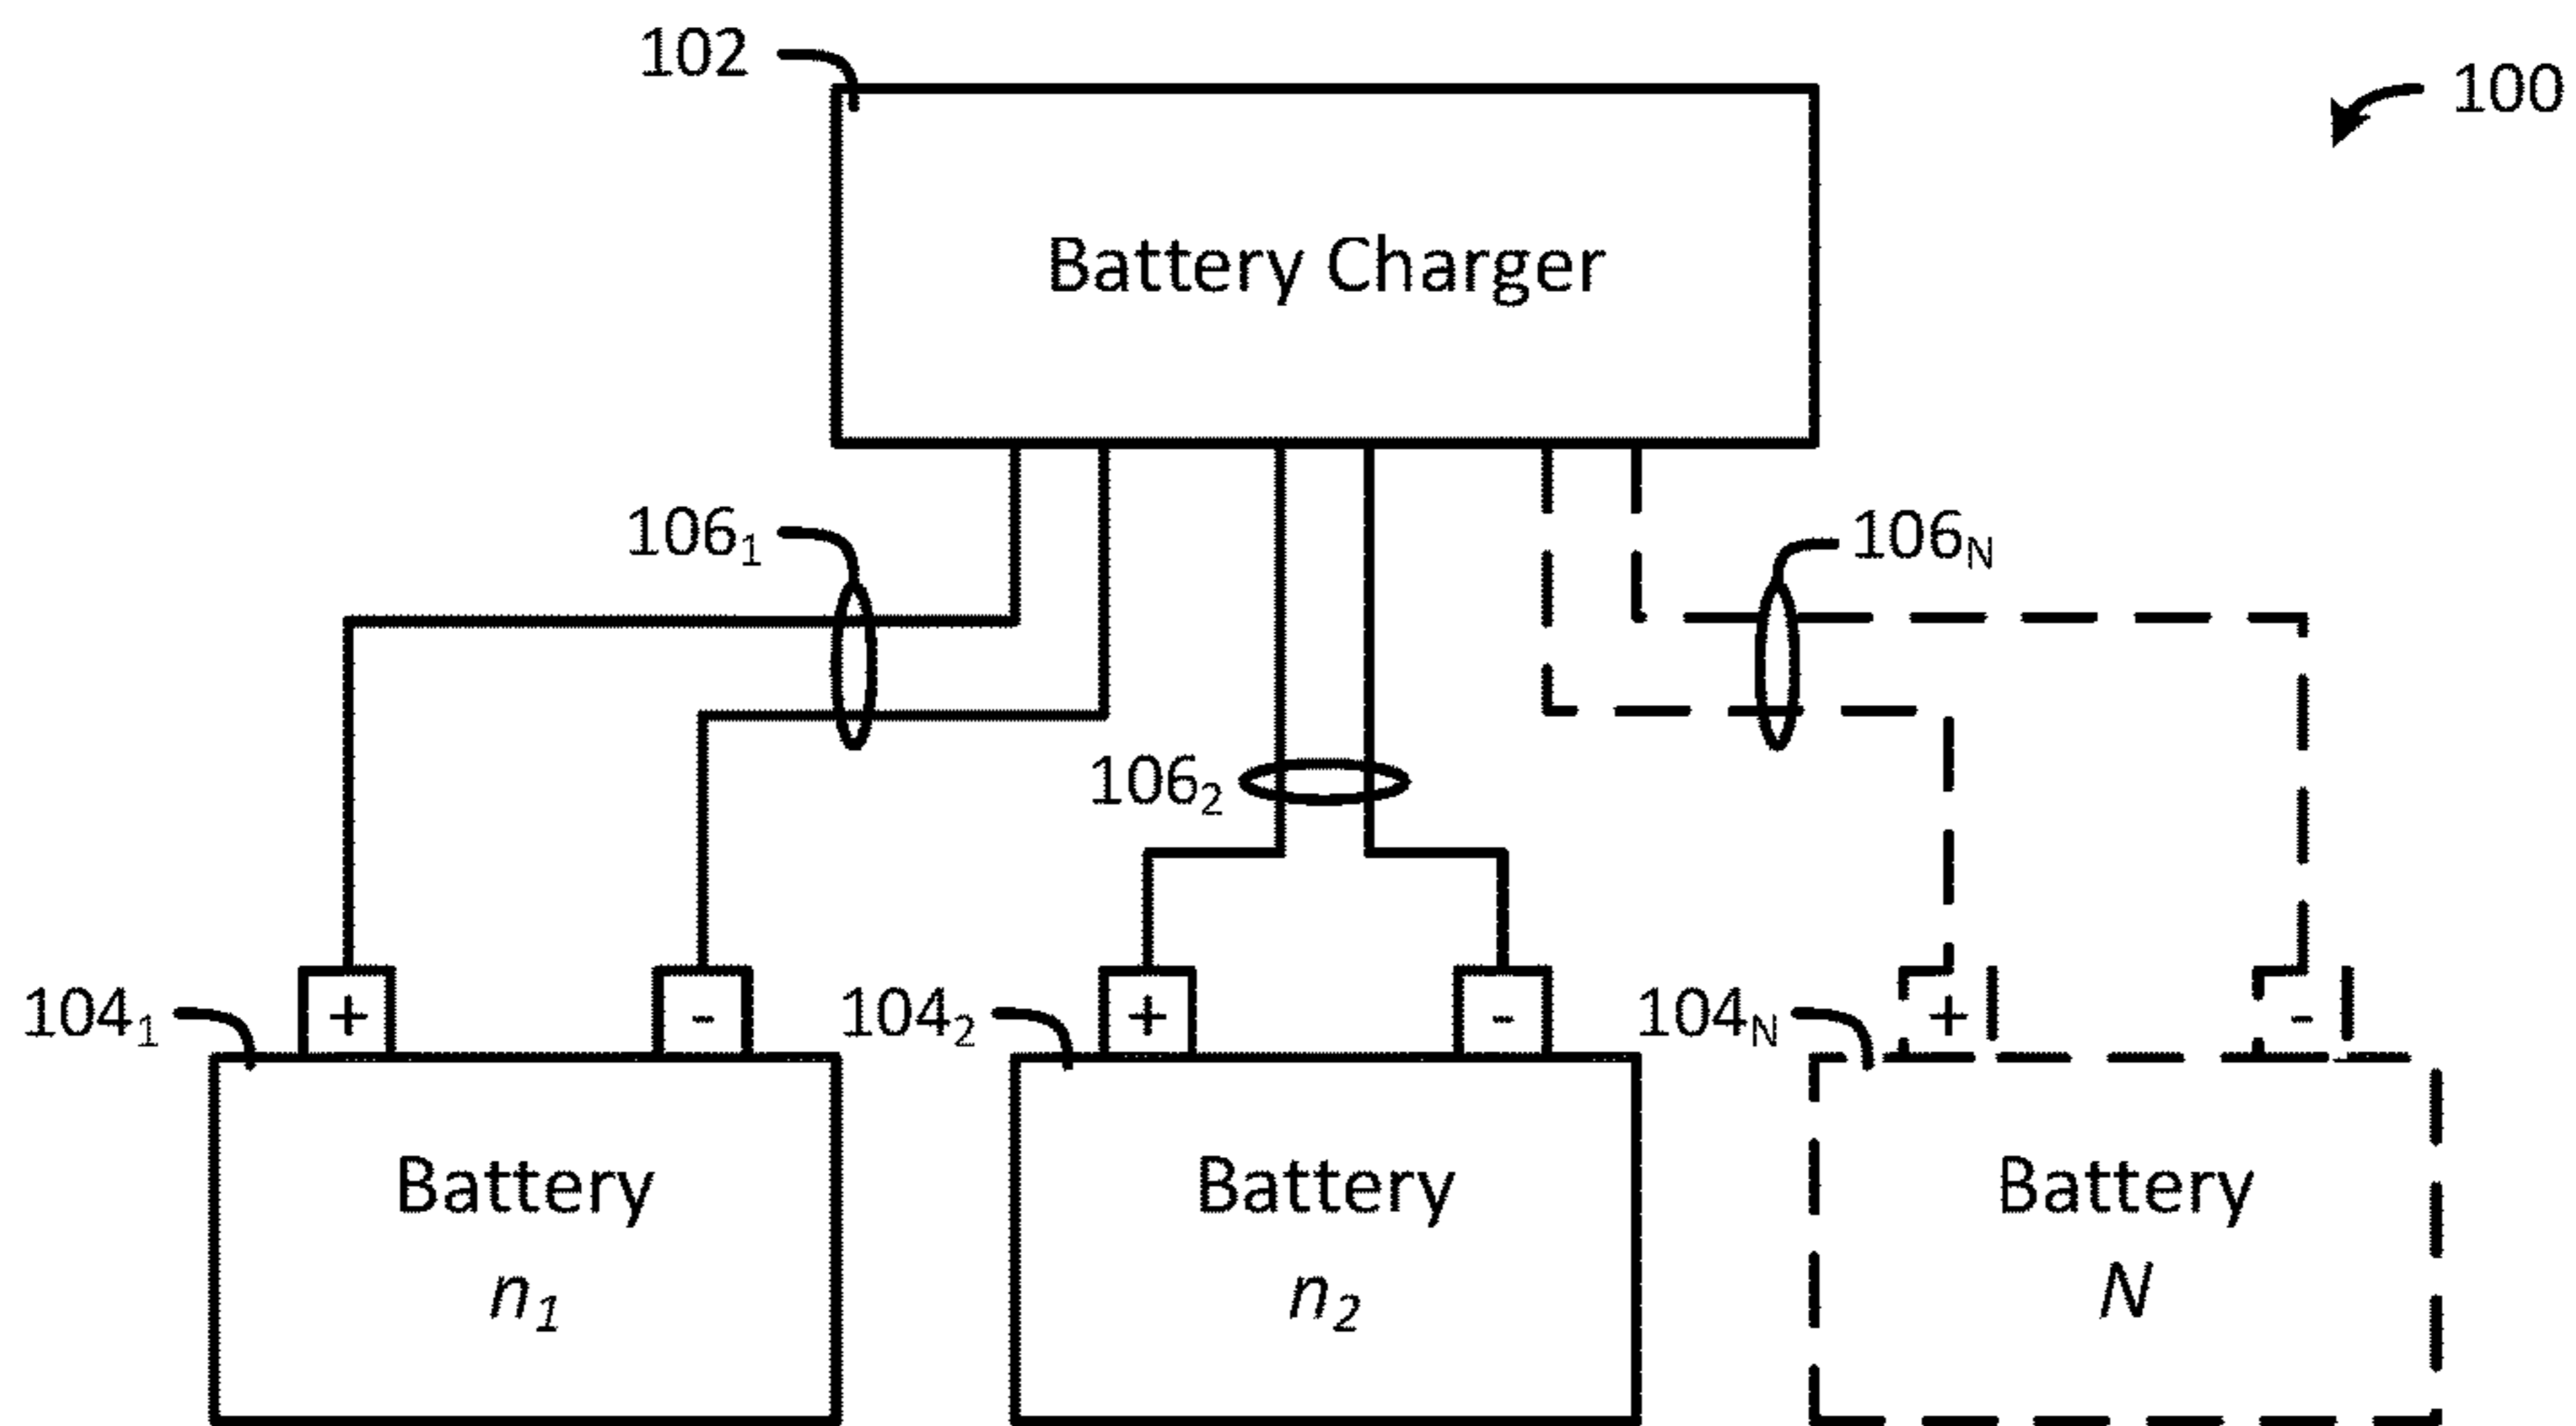 102
100
Battery Charger
106₁
106N
106₂
104₁
+
-
104₂
+
-
104N
+
-
Battery
n₁
Battery
n₂
Battery
N